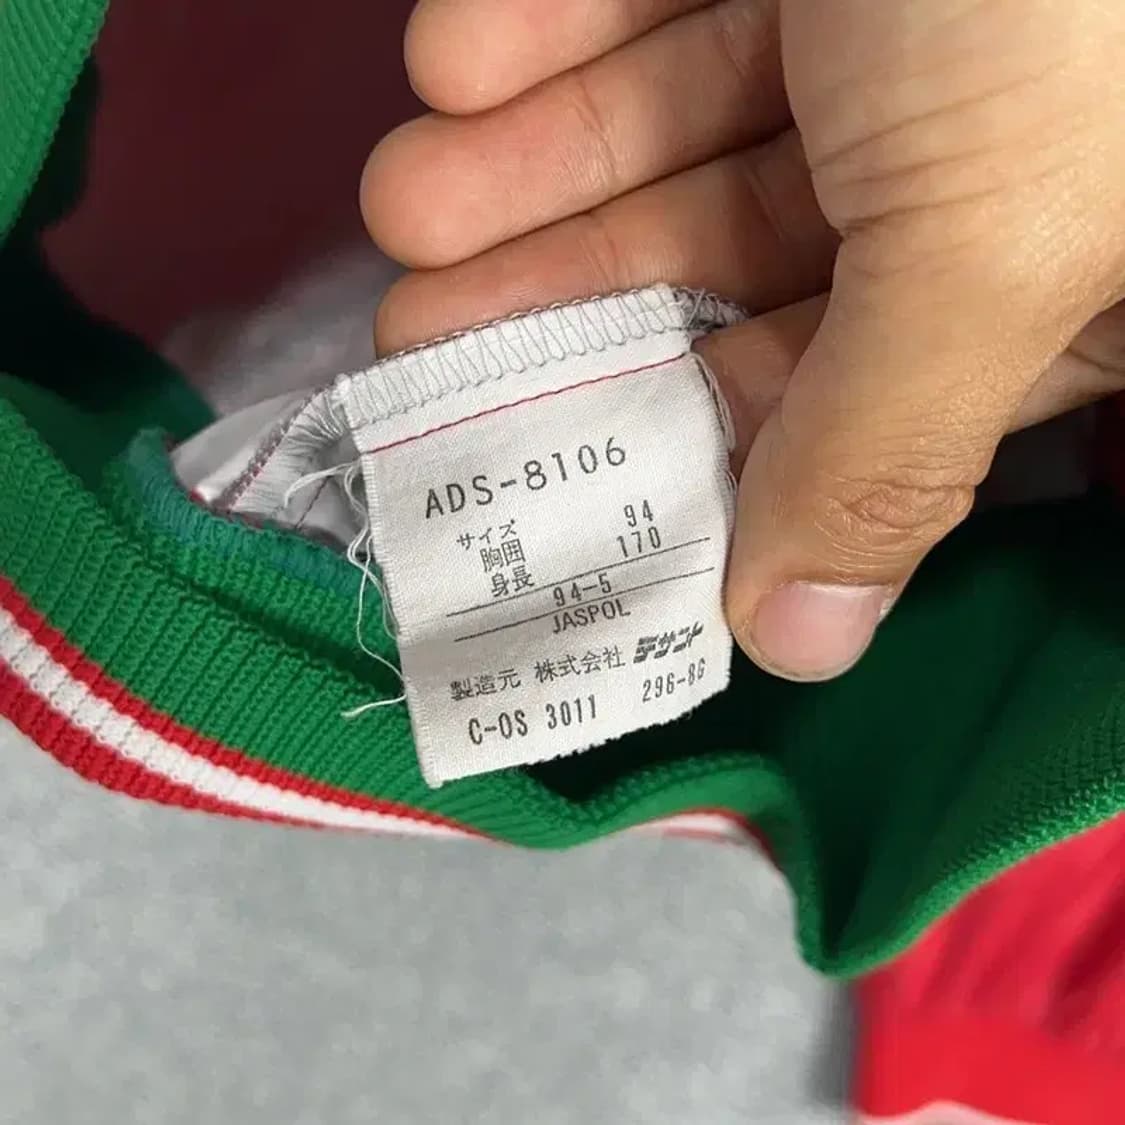 ADS-8106
サイズ
胸囲 94
身長 170
94-5
JASPOL
製造元 株式会社 デサント
C-OS 3011 296-86